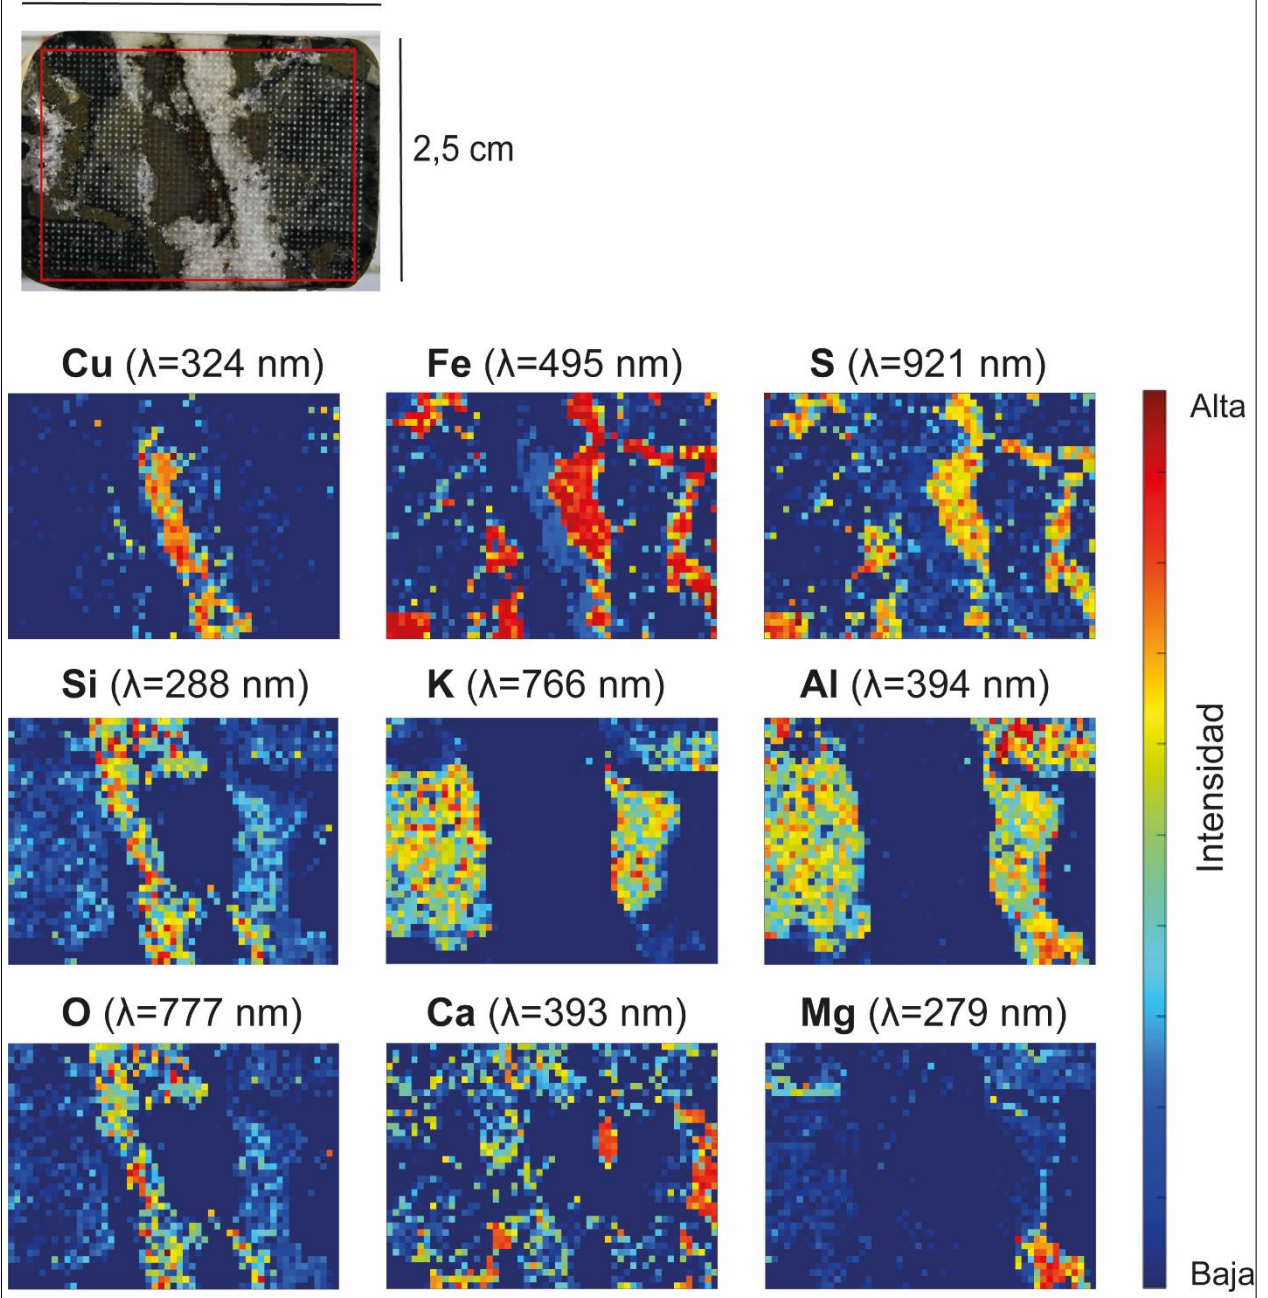 2,5 cm
Cu (λ=324 nm)
Fe (λ=495 nm)
S (λ=921 nm)
Alta
Si (λ=288 nm)
K (λ=766 nm)
Al (λ=394 nm)
Intensidad
O (λ=777 nm)
Ca (λ=393 nm)
Mg (λ=279 nm)
Baja